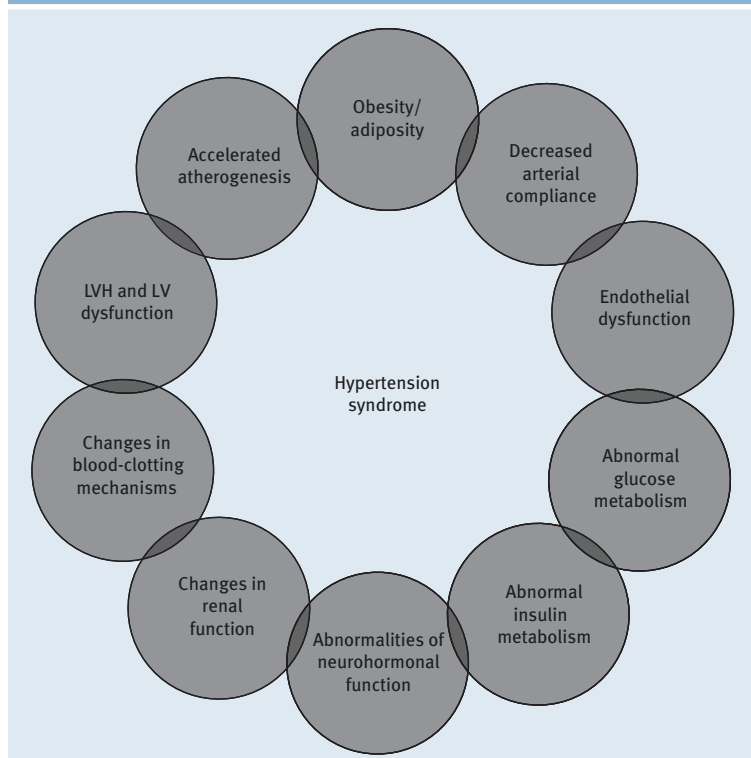 Obesity/
adiposity
Decreased
arterial
compliance
Endothelial
dysfunction
Abnormal
glucose
metabolism
Abnormal
insulin
metabolism
Abnormalities of
neurohormonal
function
Changes in
renal
function
Changes in
blood-clotting
mechanisms
LVH and LV
dysfunction
Accelerated
atherogenesis
Hypertension
syndrome